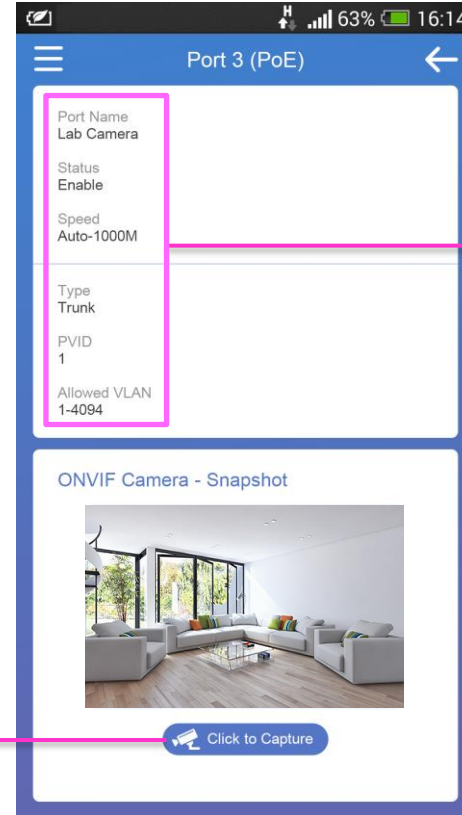 H 63% 16:14
Port 3 (PoE)
Port Name
Lab Camera
Status
Enable
Speed
Auto-1000M
Type
Trunk
PVID
1
Allowed VLAN
1-4094
ONVIF Camera - Snapshot
Click to Capture